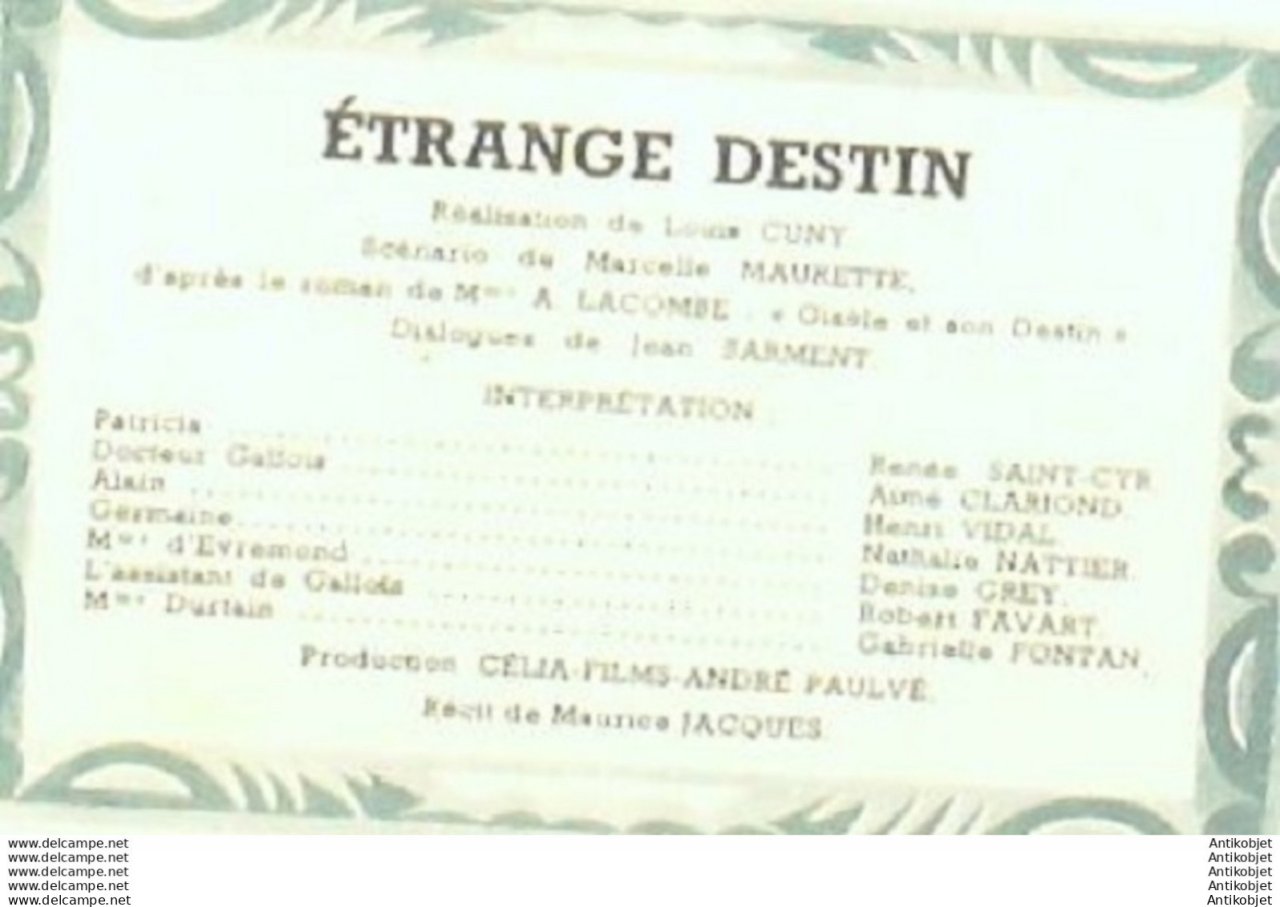 ÉTRANGE DESTIN
Réalisation de Louis CUNY
Scénario de Marcelle MAURETTE,
d'après le roman de Mme A. LACOMBE : « Gisèle et son Destin »
Dialogues de Jean SARMENT.
INTERPRÉTATION :
Patricia ........ Renée SAINT-CYR.
Docteur Gallois ........ Aimé CLARIOND.
Alain ........ Henri VIDAL.
Germaine ........ Nathalie NATTIER.
Mme d'Evremond ........ Denise GREY.
L'assistant de Gallois ........ Robert FAVART.
Mme Durtain ........ Gabrielle FONTAN.
Production CÉLIA-FILMS-ANDRÉ PAULVÉ.
Récit de Maurice JACQUES.
www.delcampe.net
www.delcampe.net
www.delcampe.net
www.delcampe.net
www.delcampe.net
Antikobjet
Antikobjet
Antikobjet
Antikobjet
Antikobjet